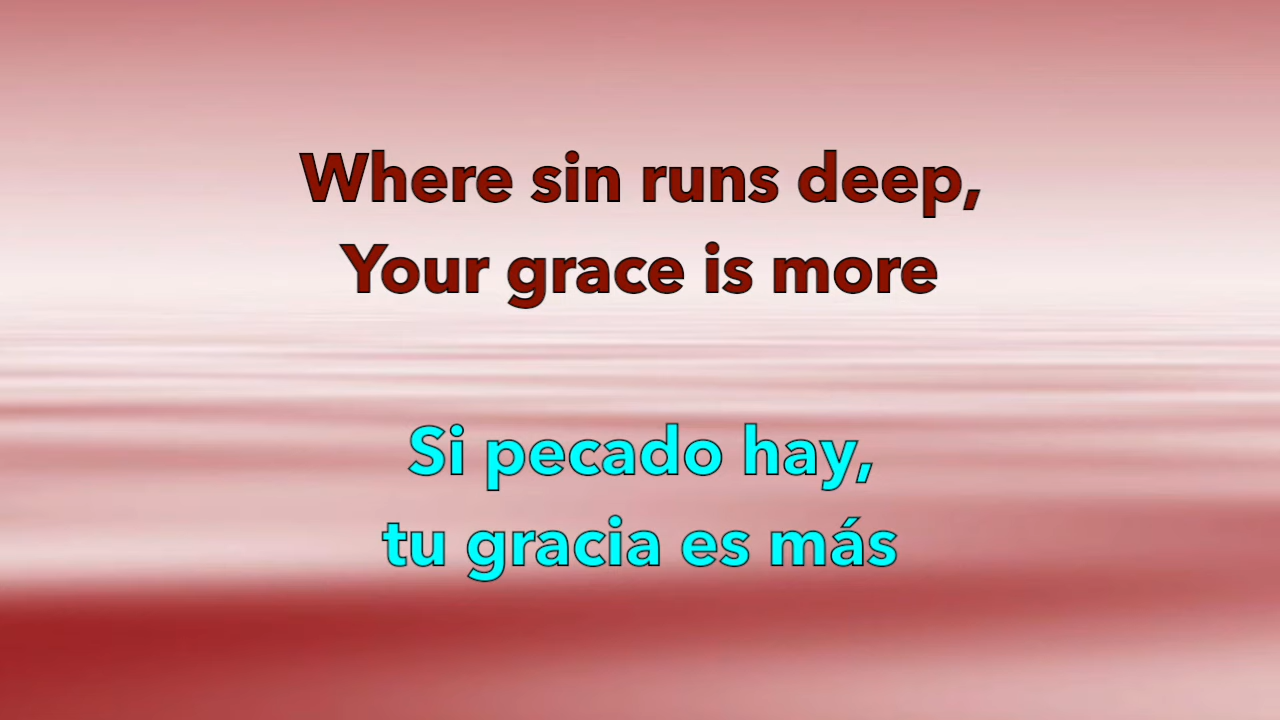 Where sin runs deep,
Your grace is more
Si pecado hay,
tu gracia es más